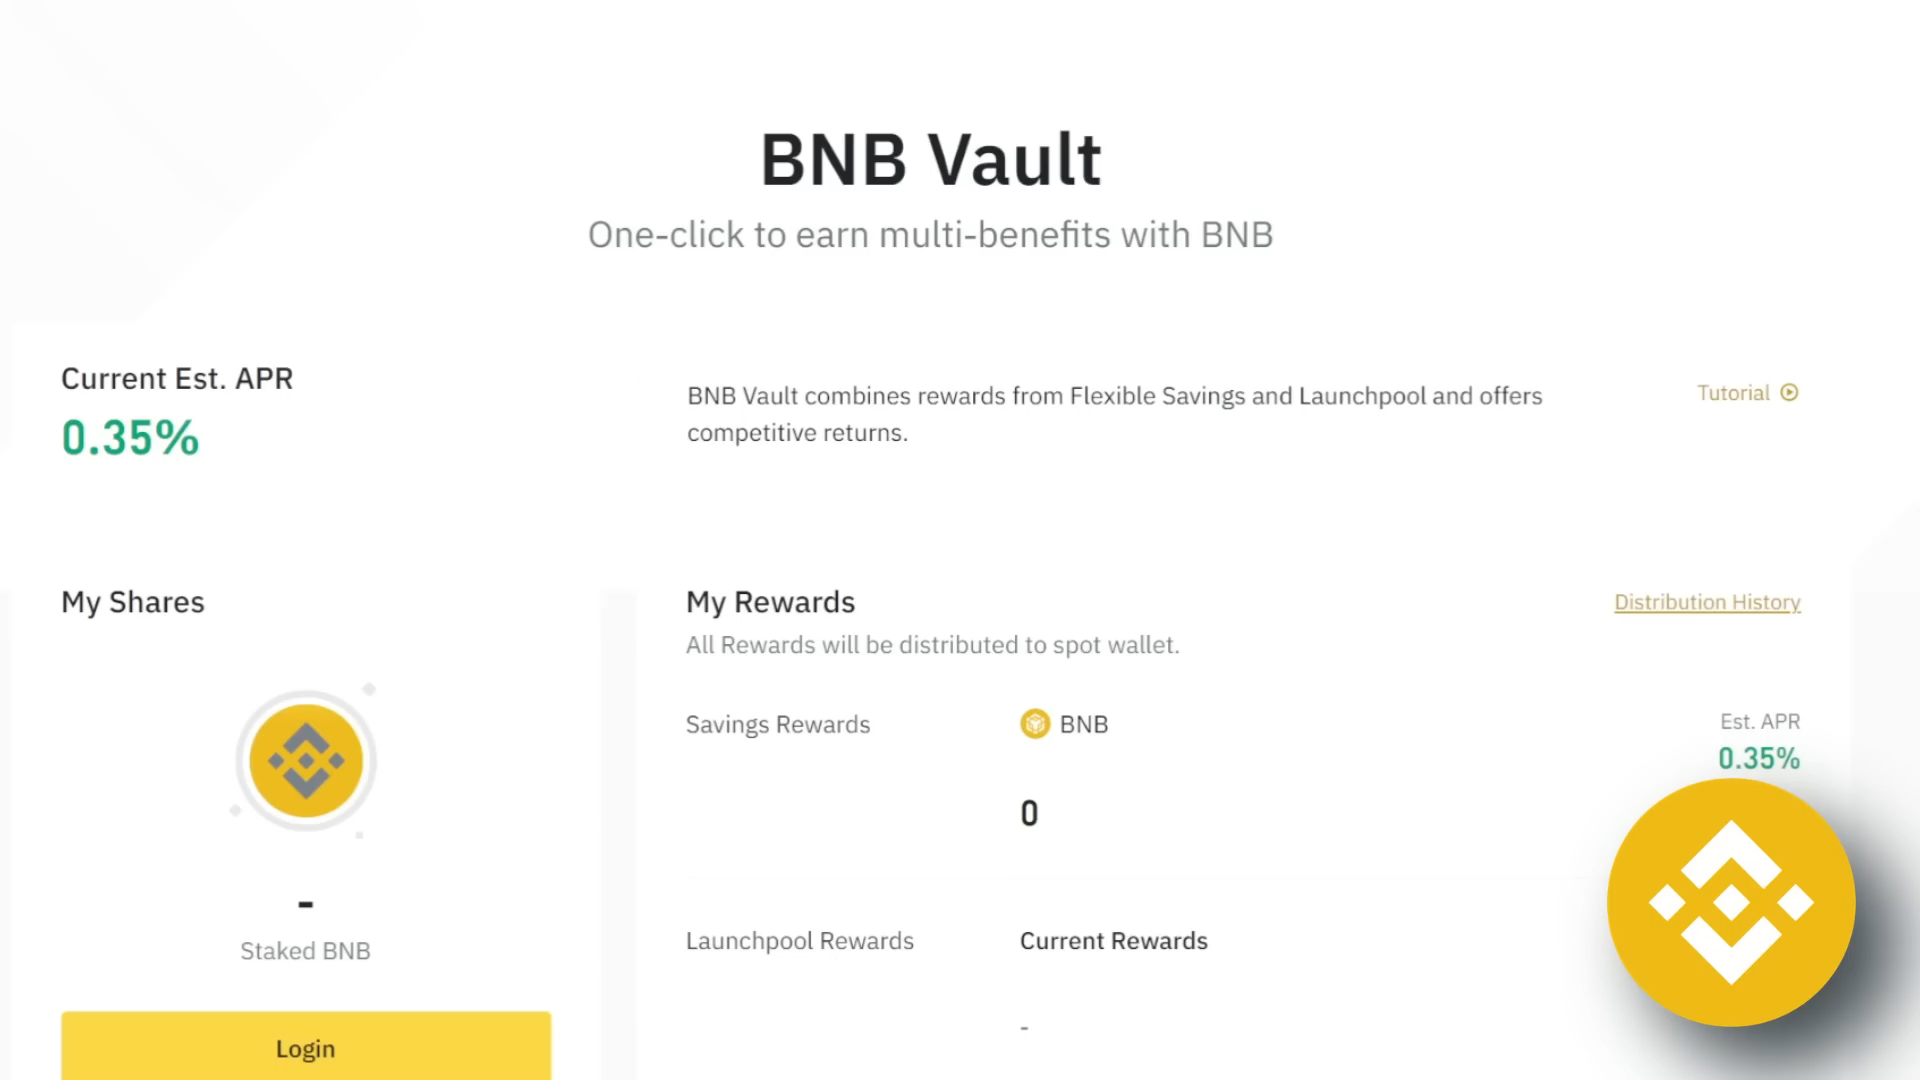 BNB Vault
One-click to earn multi-benefits with BNB
Current Est. APR
0.35%
BNB Vault combines rewards from Flexible Savings and Launchpool and offers
competitive returns.
Tutorial
My Shares
-
Staked BNB
Login
My Rewards
Distribution History
All Rewards will be distributed to spot wallet.
Savings Rewards
BNB
Est. APR
0.35%
0
Launchpool Rewards
Current Rewards
-